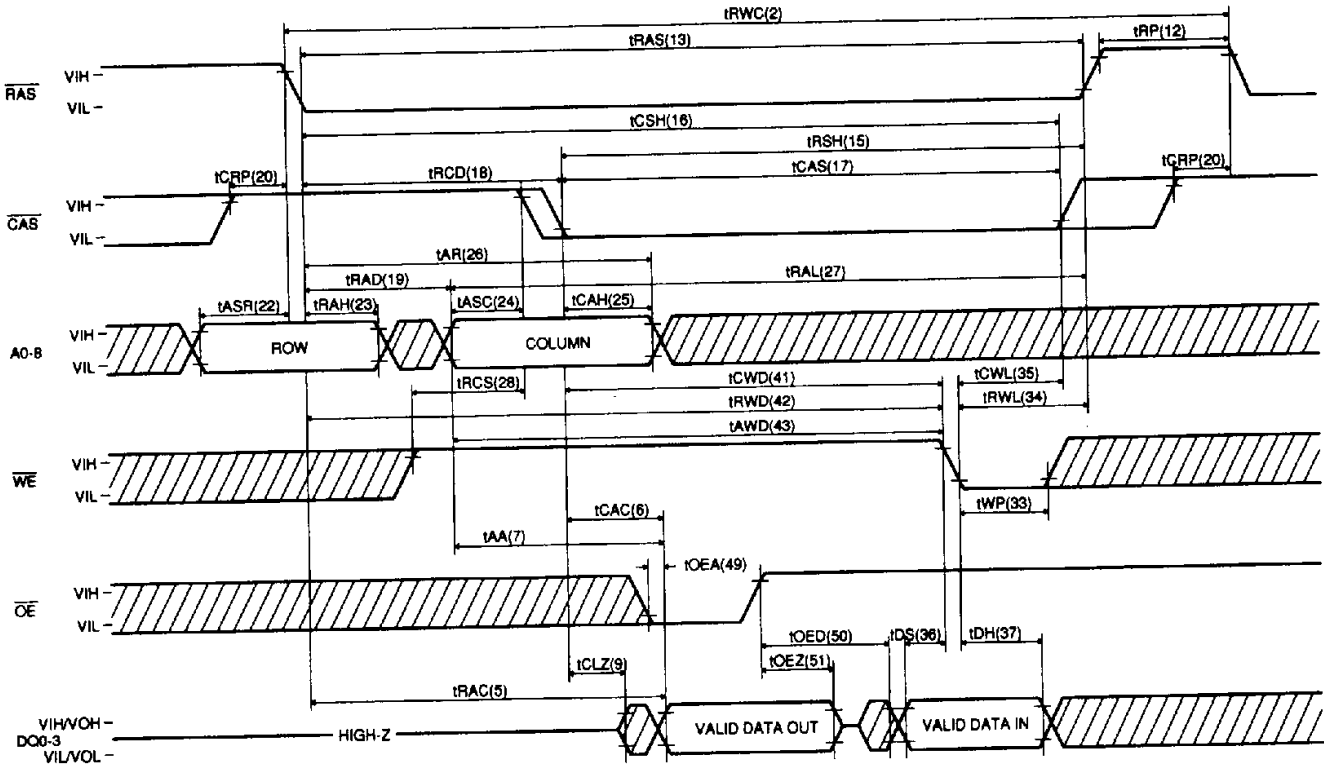 tRWC(2)
tRAS(13)
tRP(12)
RAS
VIH
VIL
tCSH(16)
tRSH(15)
tCRP(20)
tRCD(18)
tCAS(17)
tCRP(20)
CAS
VIH
VIL
tAR(26)
tRAD(19)
tRAL(27)
tASR(22)
tRAH(23)
tASC(24)
tCAH(25)
A0-8
VIH
VIL
ROW
COLUMN
tRCS(28)
tCWD(41)
tCWL(35)
tRWD(42)
tRWL(34)
tAWD(43)
WE
VIH
VIL
tWP(33)
tCAC(6)
tAA(7)
tOEA(49)
OE
VIH
VIL
tOED(50)
tDS(36)
tDH(37)
tCLZ(9)
tOEZ(51)
tRAC(5)
VIH/VOH
DQ0-3
VIL/VOL
HIGH-Z
VALID DATA OUT
VALID DATA IN